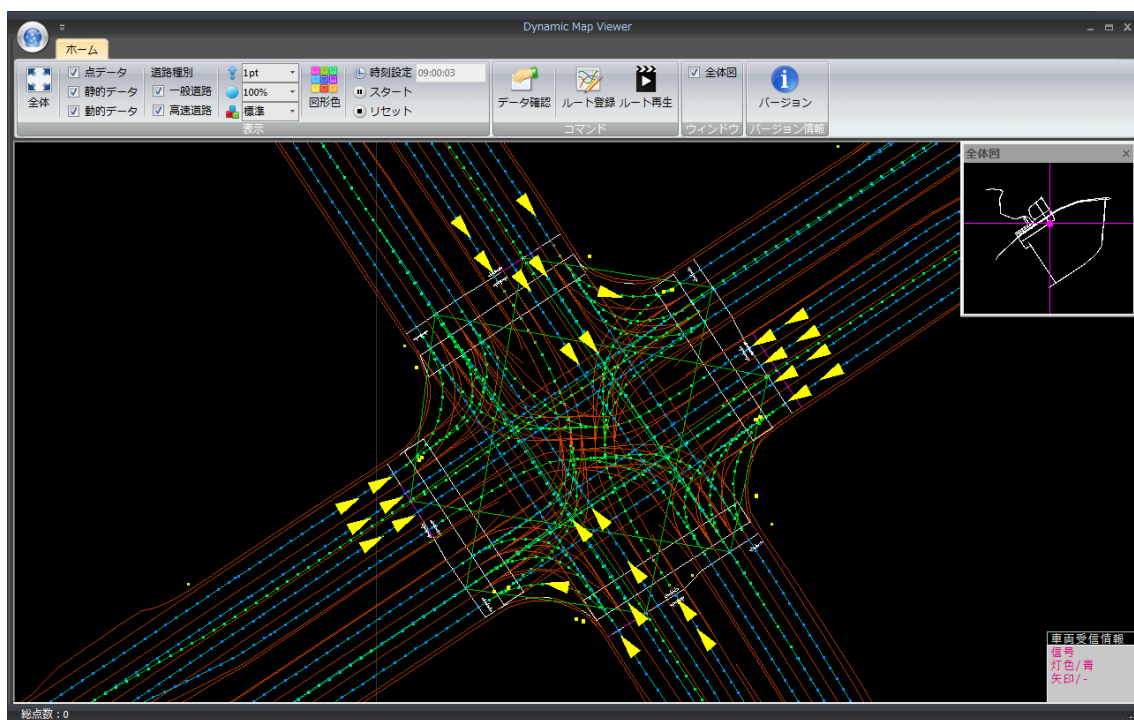 Dynamic Map Viewer
ホーム
全体
点データ
静的データ
動的データ
道路種別
一般道路
高速道路
1pt
100%
標準
図形色
時刻設定 09:00:03
スタート
リセット
表示
データ確認
ルート登録
ルート再生
コマンド
全体図
ウィンドウ
バージョン
バージョン情報
全体図
車両受信情報
信号
灯色/青
矢印/-
総点数:0